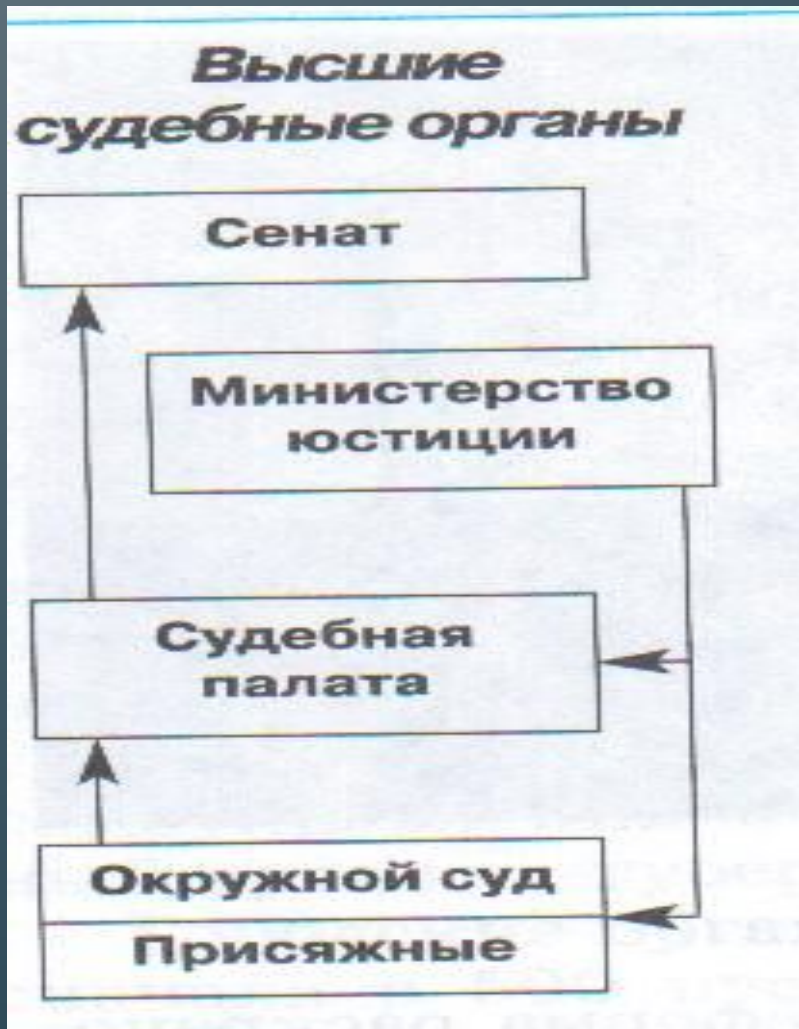 Высшие
судебные органы
Сенат
Министерство
юстиции
Судебная
палата
Окружной суд
Присяжные